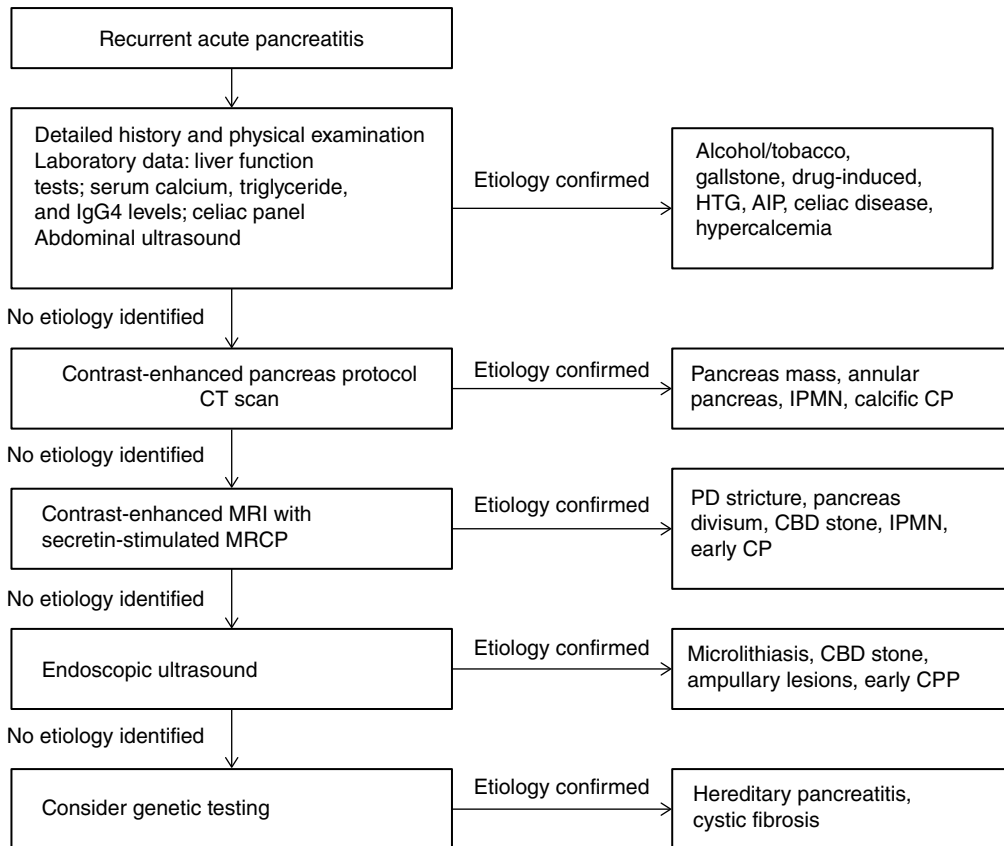 Recurrent acute pancreatitis
Detailed history and physical examination
Laboratory data: liver function
tests; serum calcium, triglyceride,
and IgG4 levels; celiac panel
Abdominal ultrasound
Etiology confirmed
Alcohol/tobacco,
gallstone, drug-induced,
HTG, AIP, celiac disease,
hypercalcemia
No etiology identified
Contrast-enhanced pancreas protocol
CT scan
Etiology confirmed
Pancreas mass, annular
pancreas, IPMN, calcific CP
No etiology identified
Contrast-enhanced MRI with
secretin-stimulated MRCP
Etiology confirmed
PD stricture, pancreas
divisum, CBD stone, IPMN,
early CP
No etiology identified
Endoscopic ultrasound
Etiology confirmed
Microlithiasis, CBD stone,
ampullary lesions, early CPP
No etiology identified
Consider genetic testing
Etiology confirmed
Hereditary pancreatitis,
cystic fibrosis